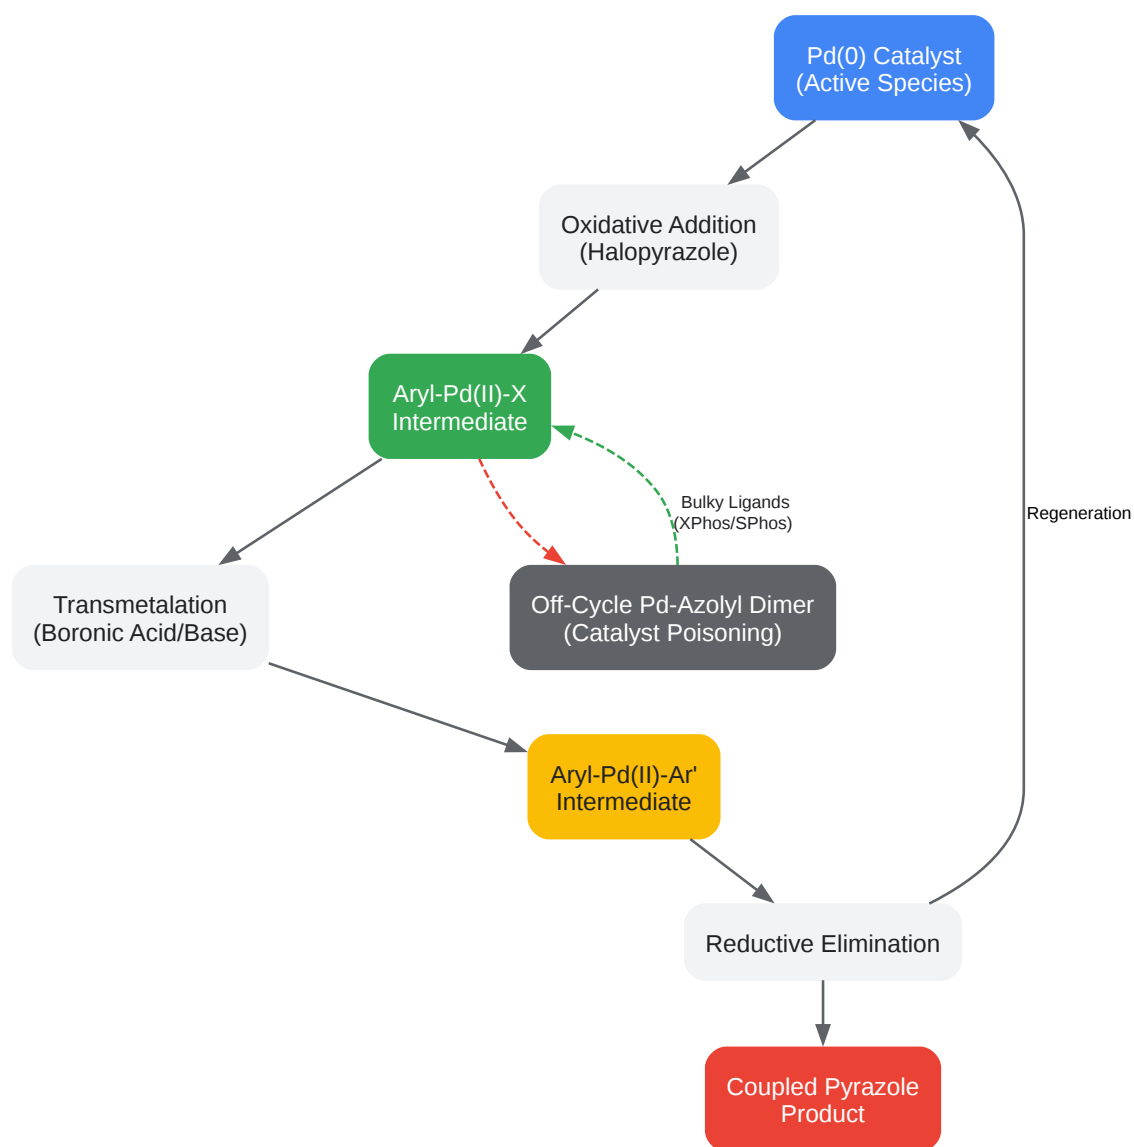 Pd(0) Catalyst
(Active Species)
Oxidative Addition
(Halopyrazole)
Aryl-Pd(II)-X
Intermediate
Bulky Ligands
(XPhos/SPhos)
Regeneration
Transmetalation
(Boronic Acid/Base)
Off-Cycle Pd-Azolyl Dimer
(Catalyst Poisoning)
Aryl-Pd(II)-Ar'
Intermediate
Reductive Elimination
Coupled Pyrazole
Product